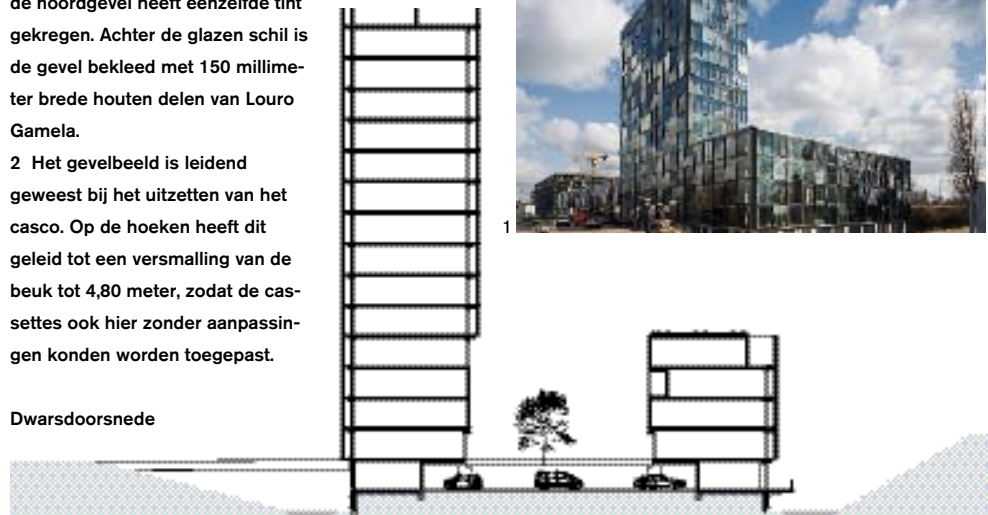 de noordgevel heeft eenzelfde tint
gekregen. Achter de glazen schil is
de gevel bekleed met 150 millime-
ter brede houten delen van Louro
Gamela.
2 Het gevelbeeld is leidend
geweest bij het uitzetten van het
casco. Op de hoeken heeft dit
geleid tot een versmalling van de
beuk tot 4,80 meter, zodat de cas-
settes ook hier zonder aanpassin-
gen konden worden toegepast.
1
Dwarsdoorsnede